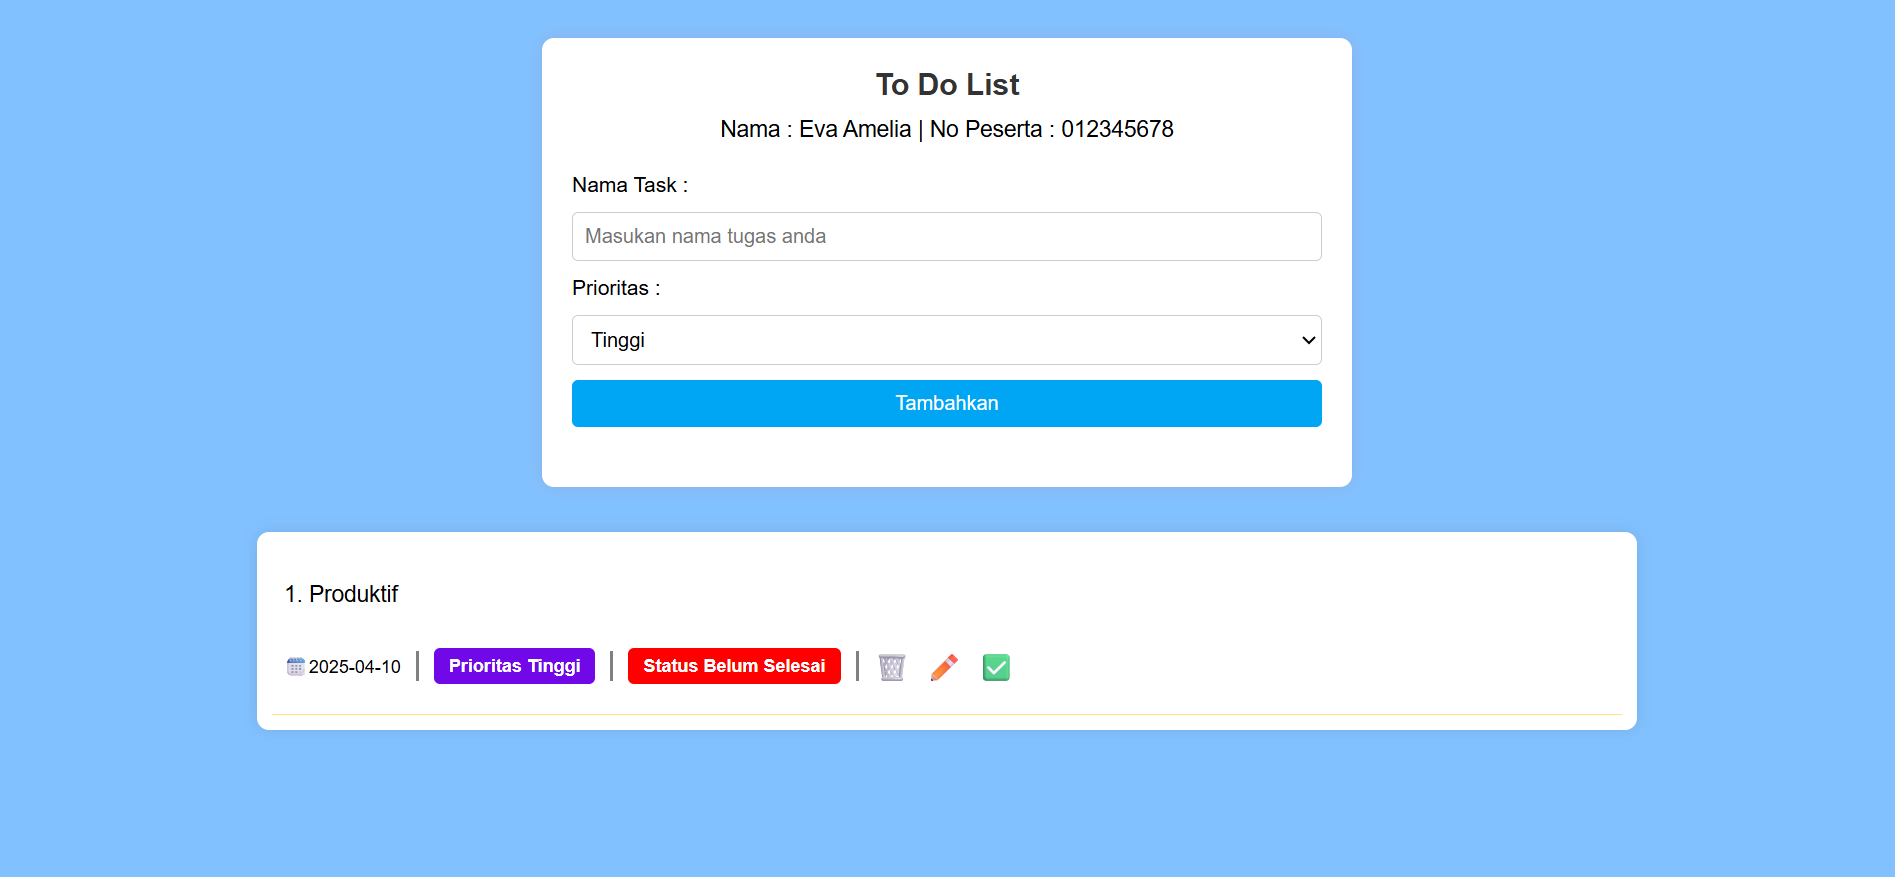 To Do List
Nama : Eva Amelia | No Peserta : 012345678
Nama Task :
Masukan nama tugas anda
Prioritas :
Tinggi
Tambahkan
1. Produktif
2025-04-10 | Prioritas Tinggi | Status Belum Selesai |